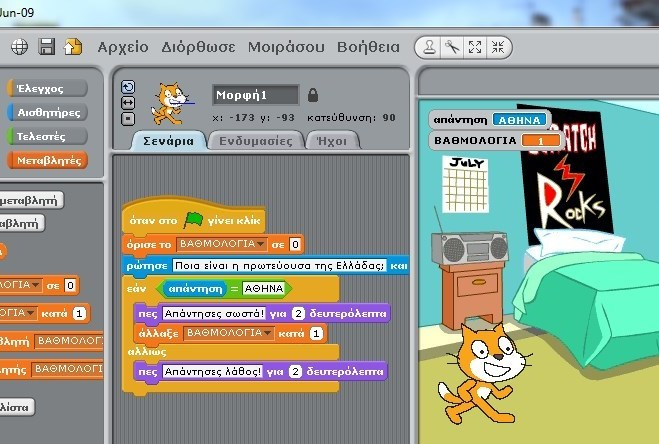 Jun-09
Αρχείο Διόρθωσε Μοιράσου Βοήθεια
Έλεγχος
Αισθητήρες
Τελεστές
Μεταβλητές
μεταβλητή
αβλητή
ΛΟΓΙΑ σε 0
ΛΟΓΙΑ κατά 1
βλητή ΒΑΘΜΟΛΟΓΙ
λητής ΒΑΘΜΟΛΟΓΙ
λίστα
Μορφή1
x: -173 y: -93 κατεύθυνση: 90
Σενάρια Ενδυμασίες Ήχοι
όταν στο γίνει κλικ
όρισε το ΒΑΘΜΟΛΟΓΙΑ σε 0
ρώτησε Ποια είναι η πρωτεύουσα της Ελλάδας; και
εάν απάντηση = ΑΘΗΝΑ
πες Απάντησες σωστά! για 2 δευτερόλεπτα
άλλαξε ΒΑΘΜΟΛΟΓΙΑ κατά 1
αλλιώς
πες Απάντησες λάθος! για 2 δευτερόλεπτα
απάντηση ΑΘΗΝΑ
ΒΑΘΜΟΛΟΓΙΑ 1
SCRATCH
ROCKS
JULY